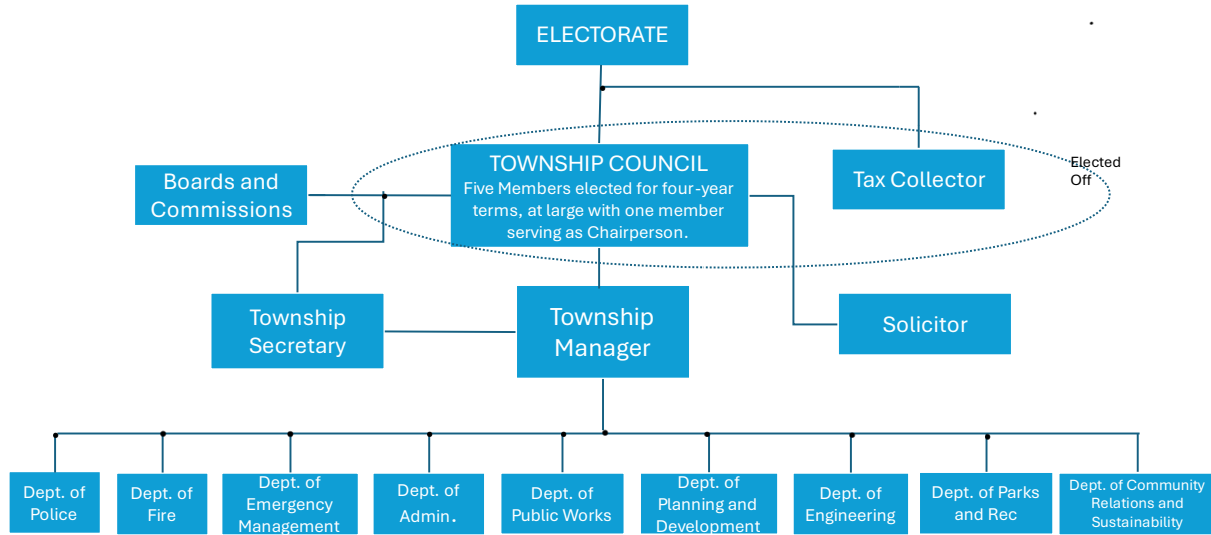 ELECTORATE
TOWNSHIP COUNCIL
Five Members elected for four-year
terms, at large with one member
serving as Chairperson.
Tax Collector
Elected
Off
Boards and
Commissions
Township
Secretary
Township
Manager
Solicitor
Dept. of
Police
Dept. of
Fire
Dept. of
Emergency
Management
Dept. of
Admin.
Dept. of
Public Works
Dept. of
Planning and
Development
Dept. of
Engineering
Dept. of Parks
and Rec
Dept. of Community
Relations and
Sustainability